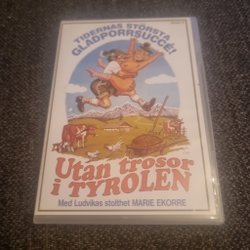 TIDERNAS STÖRSTA
GLADPORRSUCCÉ!
Utan trosor
i TYROLEN
Med Ludvikas stolthet MARIE EKORRE